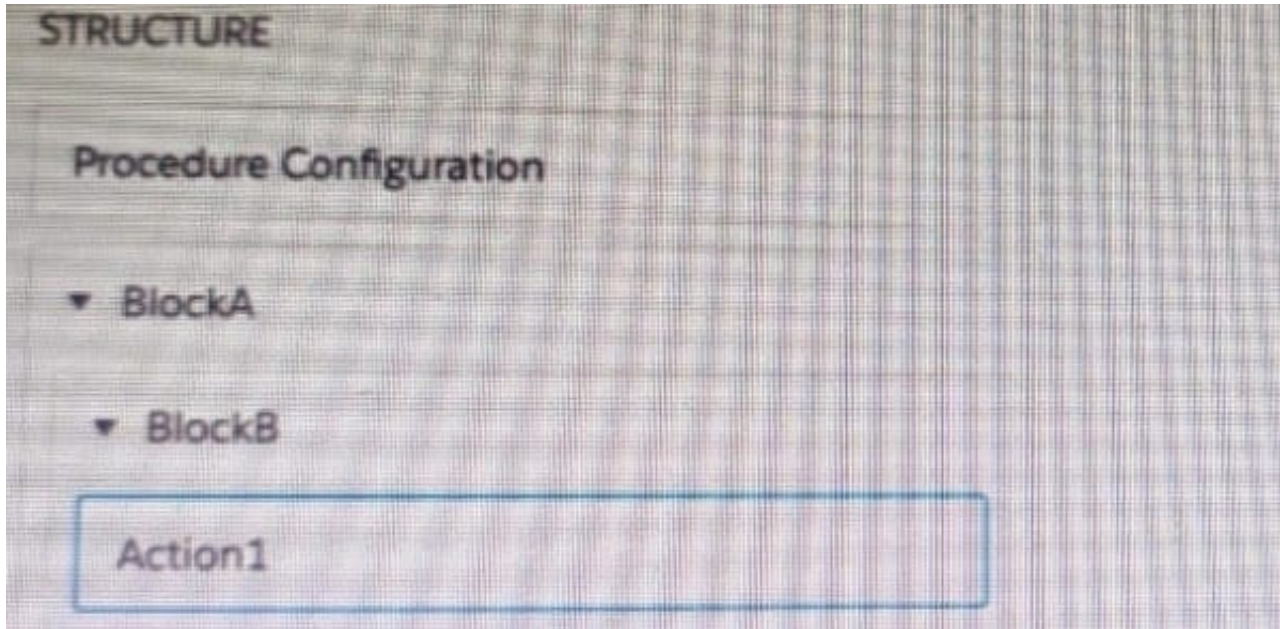 STRUCTURE
Procedure Configuration
BlockA
BlockB
Action1